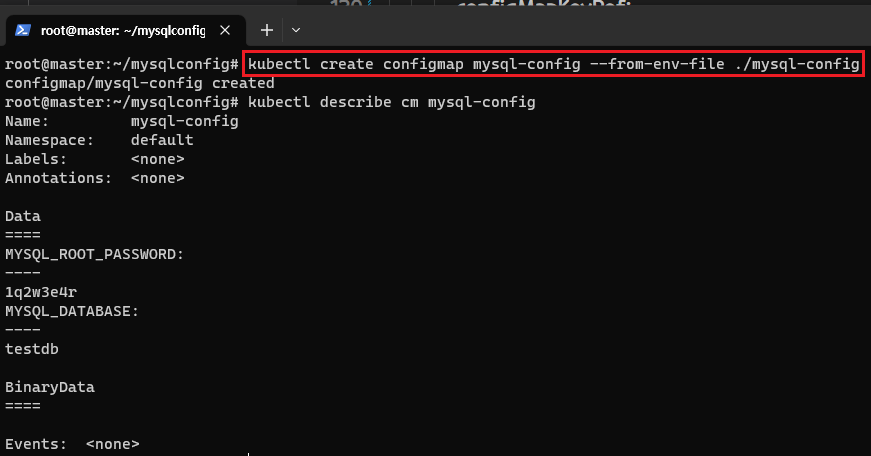 root@master: ~/mysqlconfig
root@master:~/mysqlconfig# kubectl create configmap mysql-config --from-env-file ./mysql-config
configmap/mysql-config created
root@master:~/mysqlconfig# kubectl describe cm mysql-config
Name:         mysql-config
Namespace:    default
Labels:       <none>
Annotations:  <none>
Data
====
MYSQL_ROOT_PASSWORD:
----
1q2w3e4r
MYSQL_DATABASE:
----
testdb
BinaryData
====
Events:  <none>